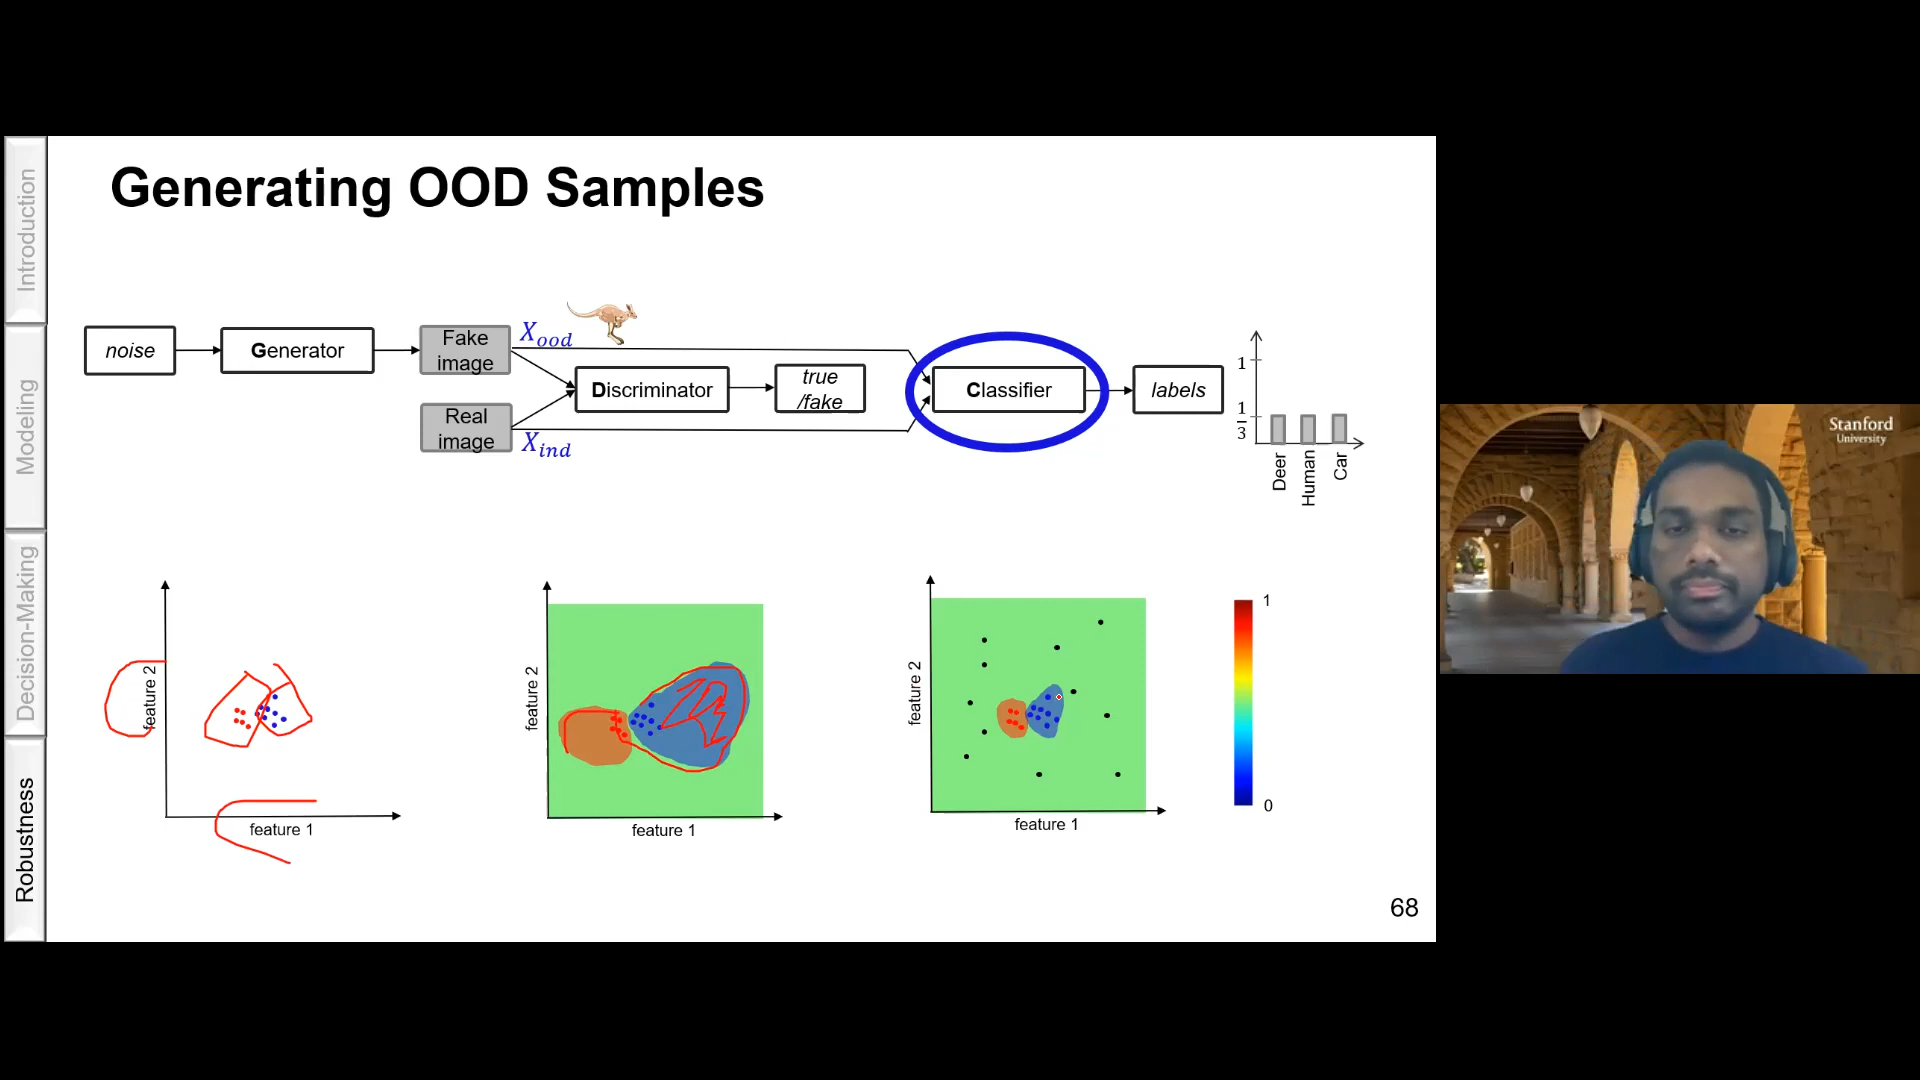 Generating OOD Samples
Introduction
Modeling
Decision-Making
Robustness
noise
Generator
Fake
image
Real
image
X_ood
X_ind
Discriminator
true
/fake
Classifier
labels
1
1
3
Deer
Human
Car
feature 2
feature 1
feature 2
feature 1
feature 2
feature 1
1
0
68
Stanford
University